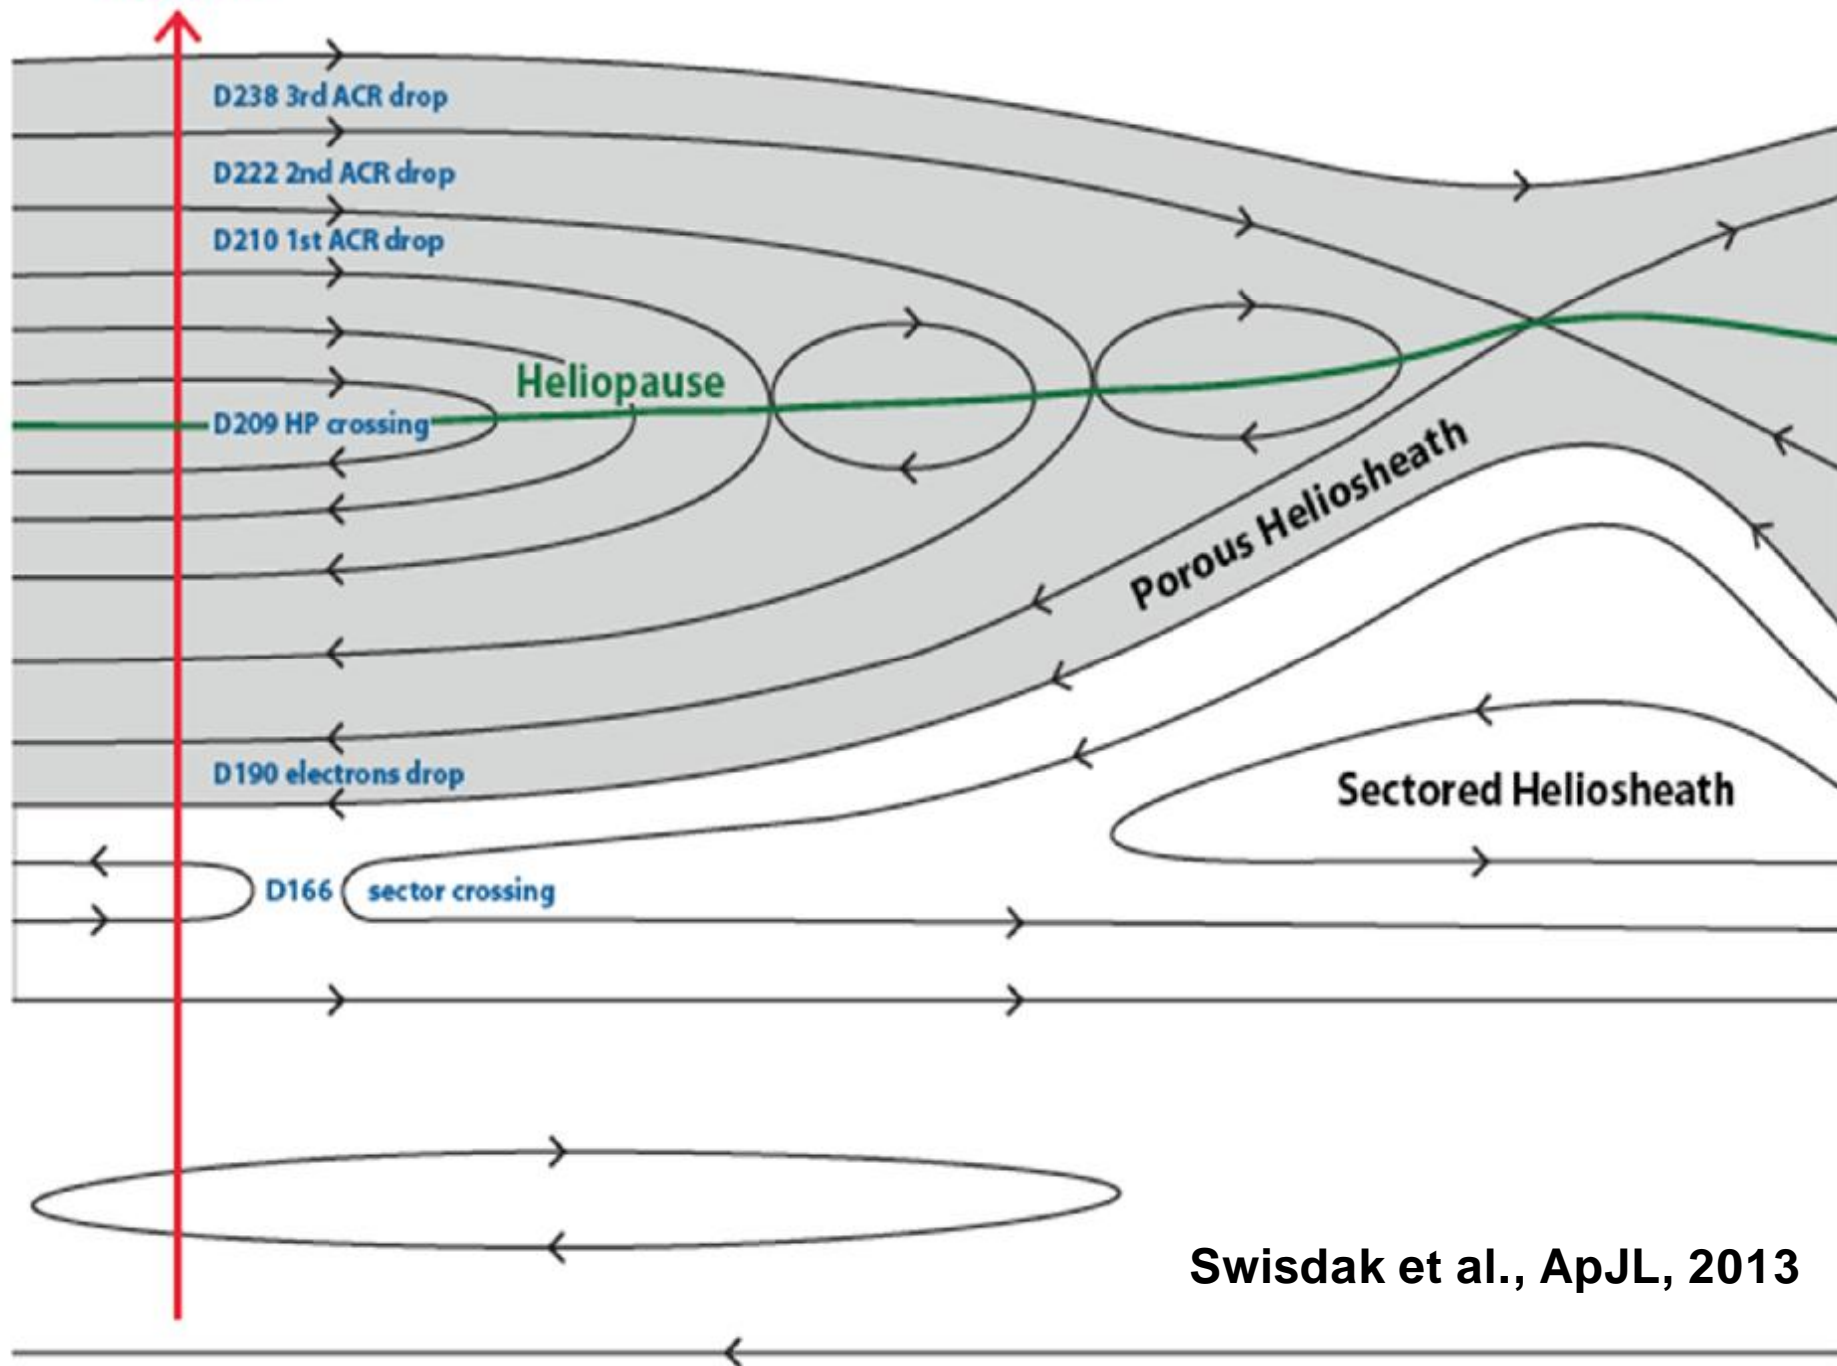 D238 3rd ACR drop
D222 2nd ACR drop
D210 1st ACR drop
Heliopause
D209 HP crossing
Porous Heliosheath
D190 electrons drop
Sectored Heliosheath
D166 sector crossing
Swisdak et al., ApJL, 2013